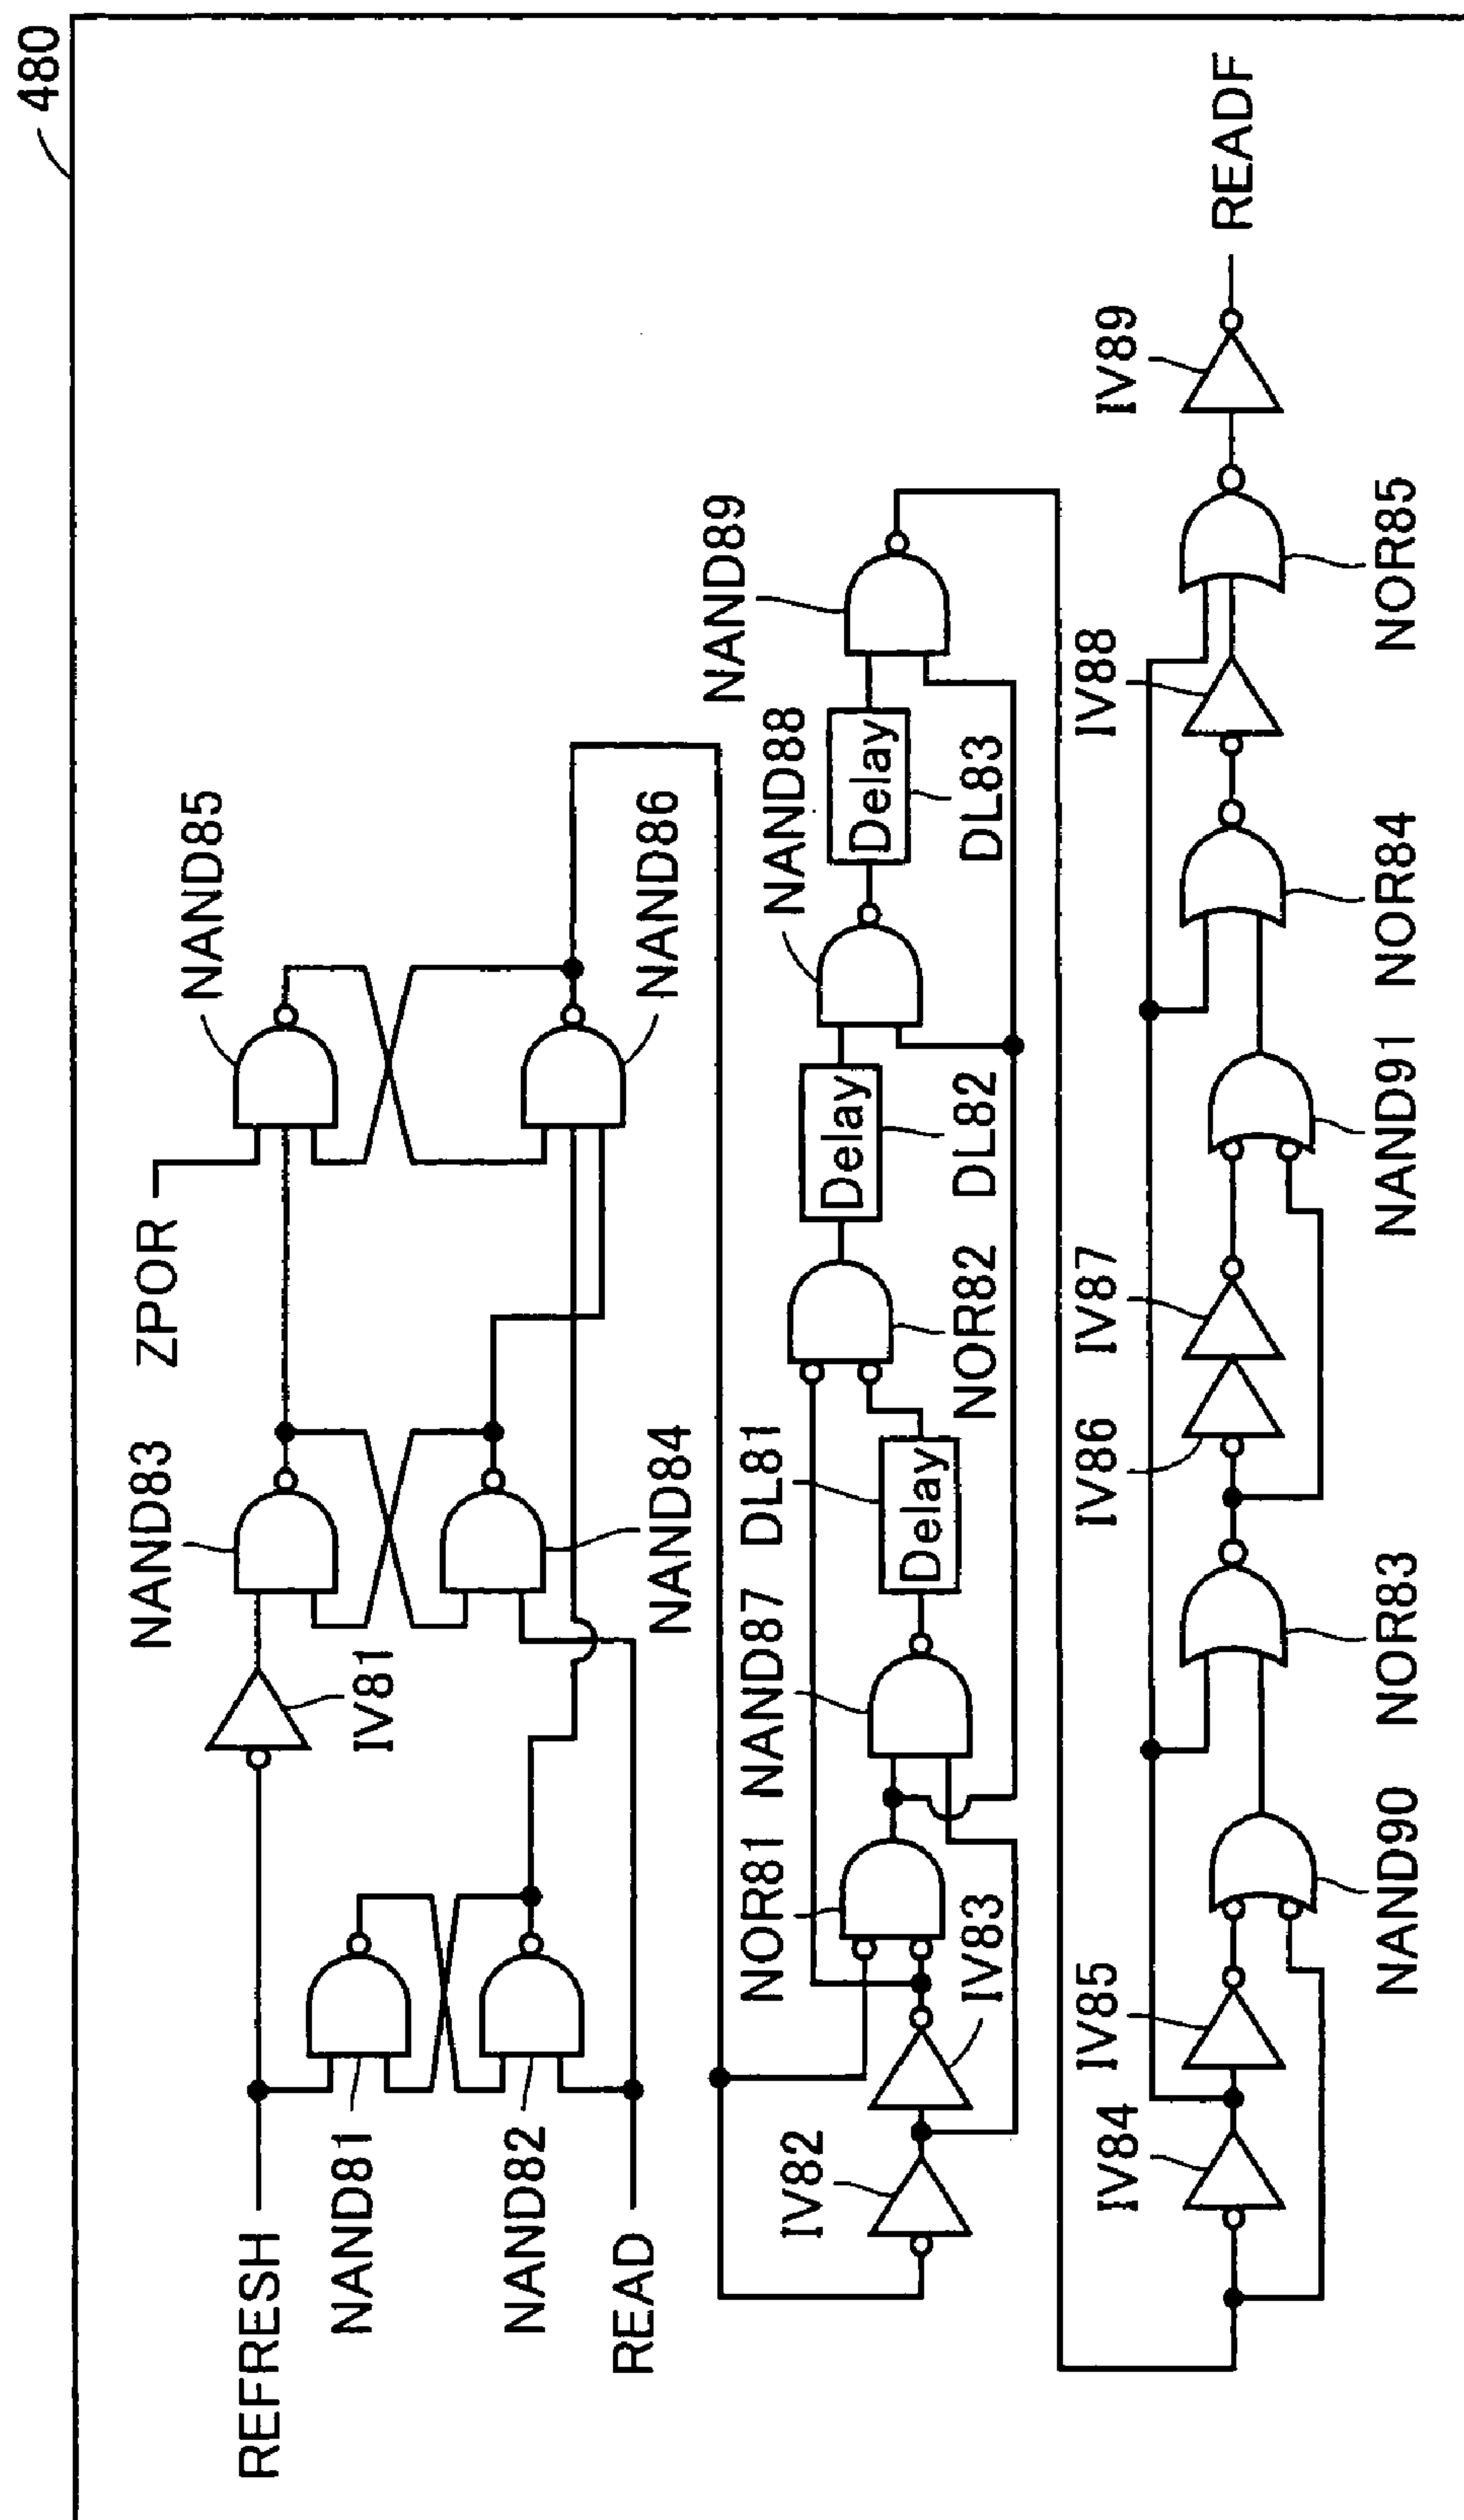 480
REFRESH
NAND81
NAND82
READ
IV81
NAND83
NAND84
ZPOR
NAND85
NAND86
IV82
IV83
NOR81
NAND87
DL81
Delay
NOR82
DL82
Delay
NAND88
DL83
Delay
NAND89
IV84
IV85
NAND90
NOR83
IV86
IV87
NAND91
NOR84
IV88
NOR85
IV89
READF